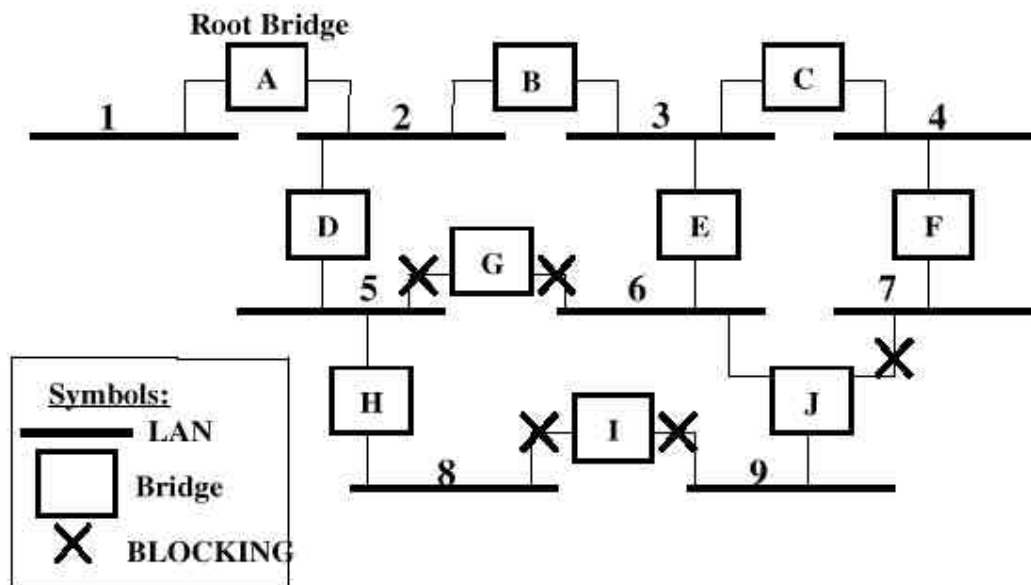 Root Bridge
A
B
C
1
2
3
4
D
E
F
G
5
6
7
Symbols:
LAN
Bridge
BLOCKING
H
I
J
8
9